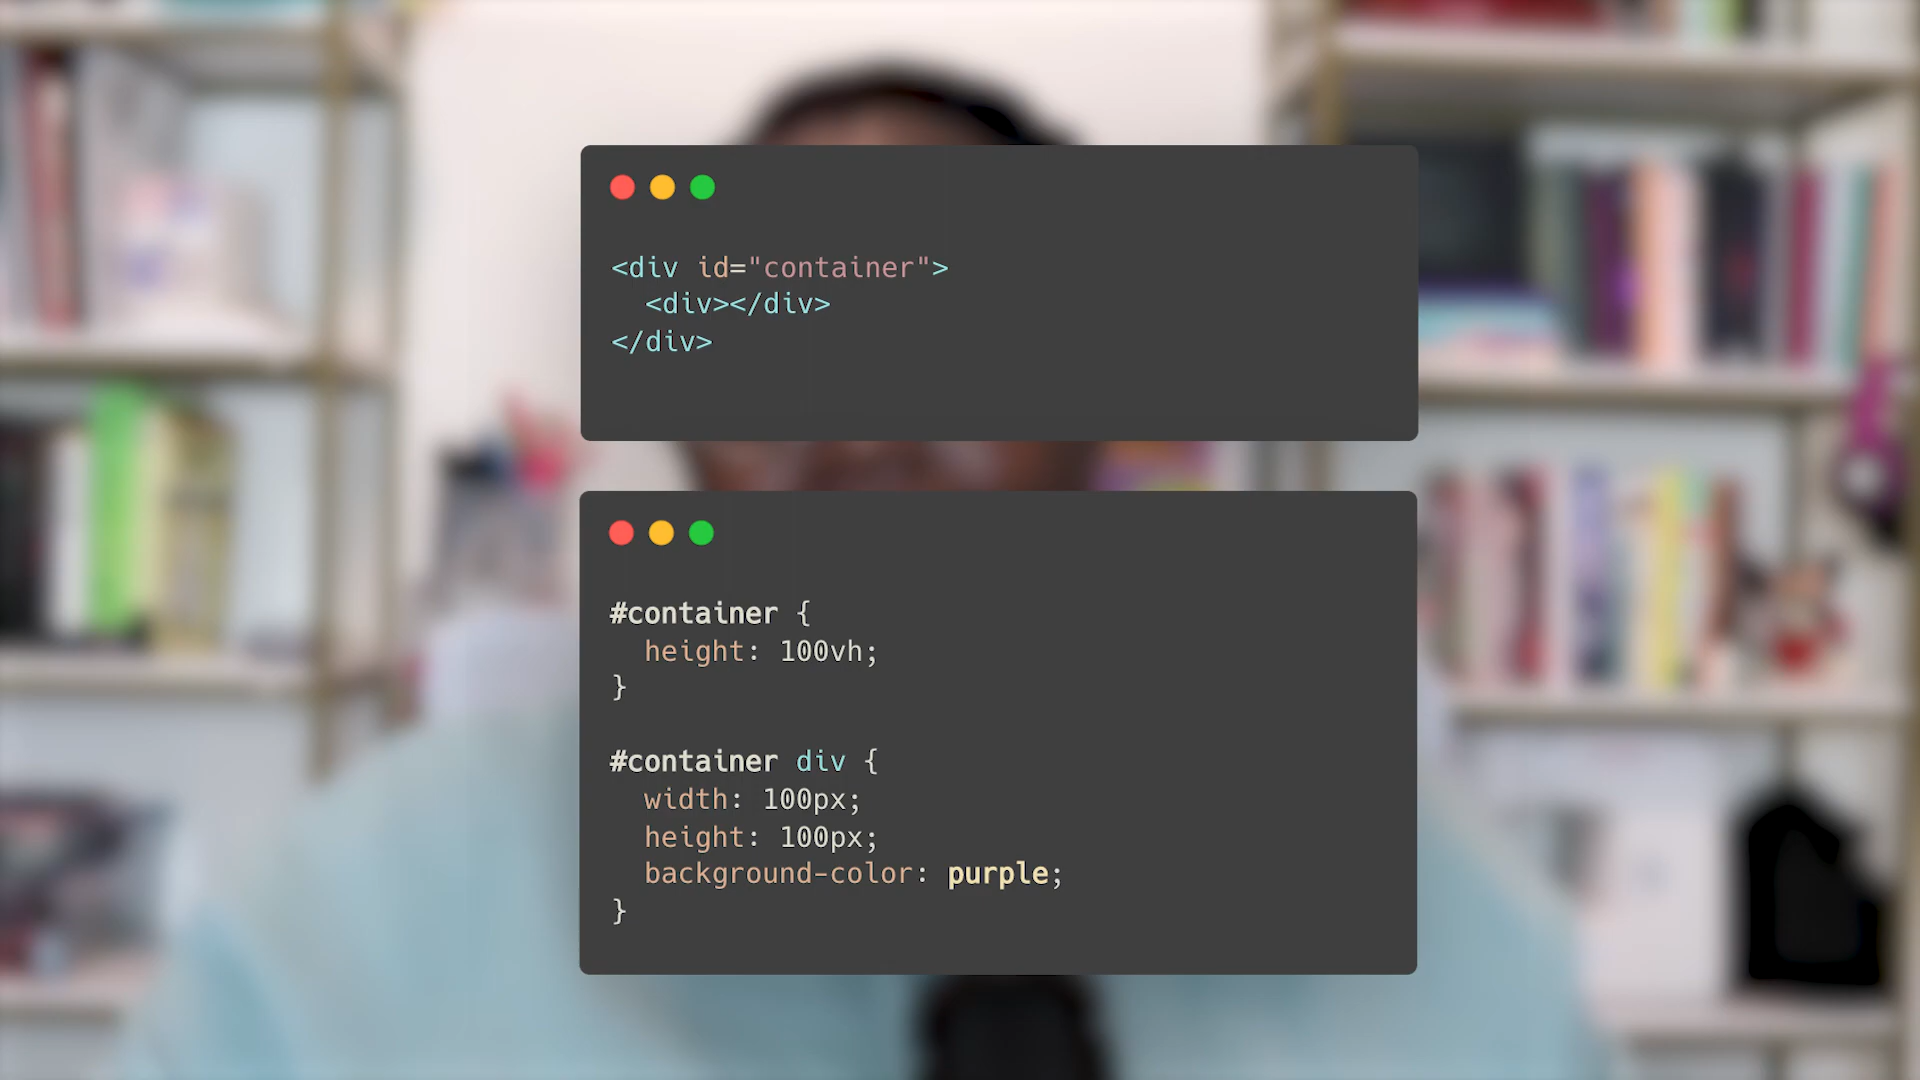 <div id="container">
  <div></div>
</div>
#container {
  height: 100vh;
}
#container div {
  width: 100px;
  height: 100px;
  background-color: purple;
}